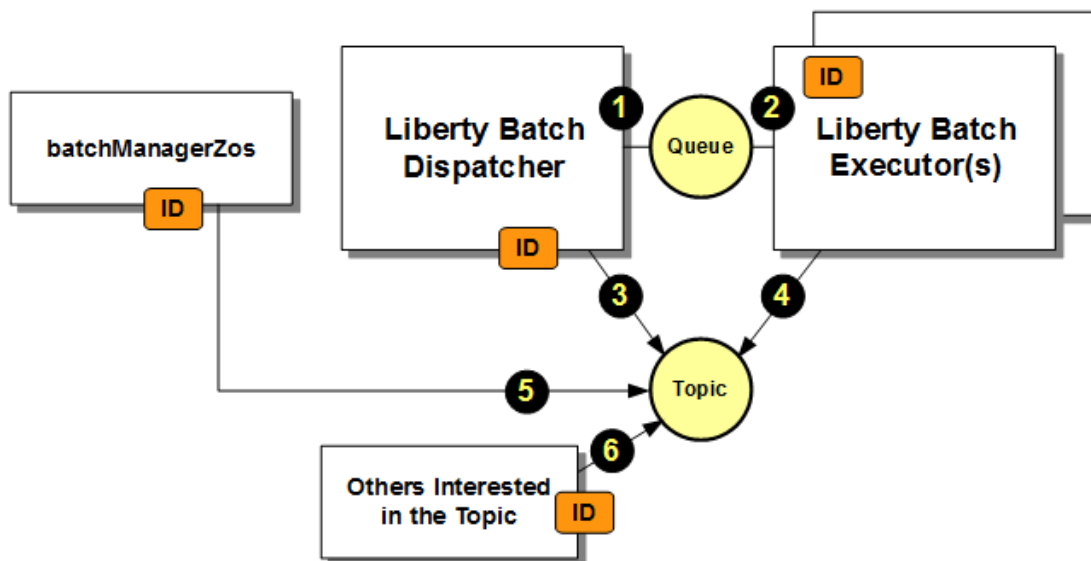 batchManagerZos
ID
Liberty Batch
Dispatcher
ID
1
Queue
2
ID
Liberty Batch
Executor(s)
3
4
5
Topic
6
Others Interested
in the Topic
ID